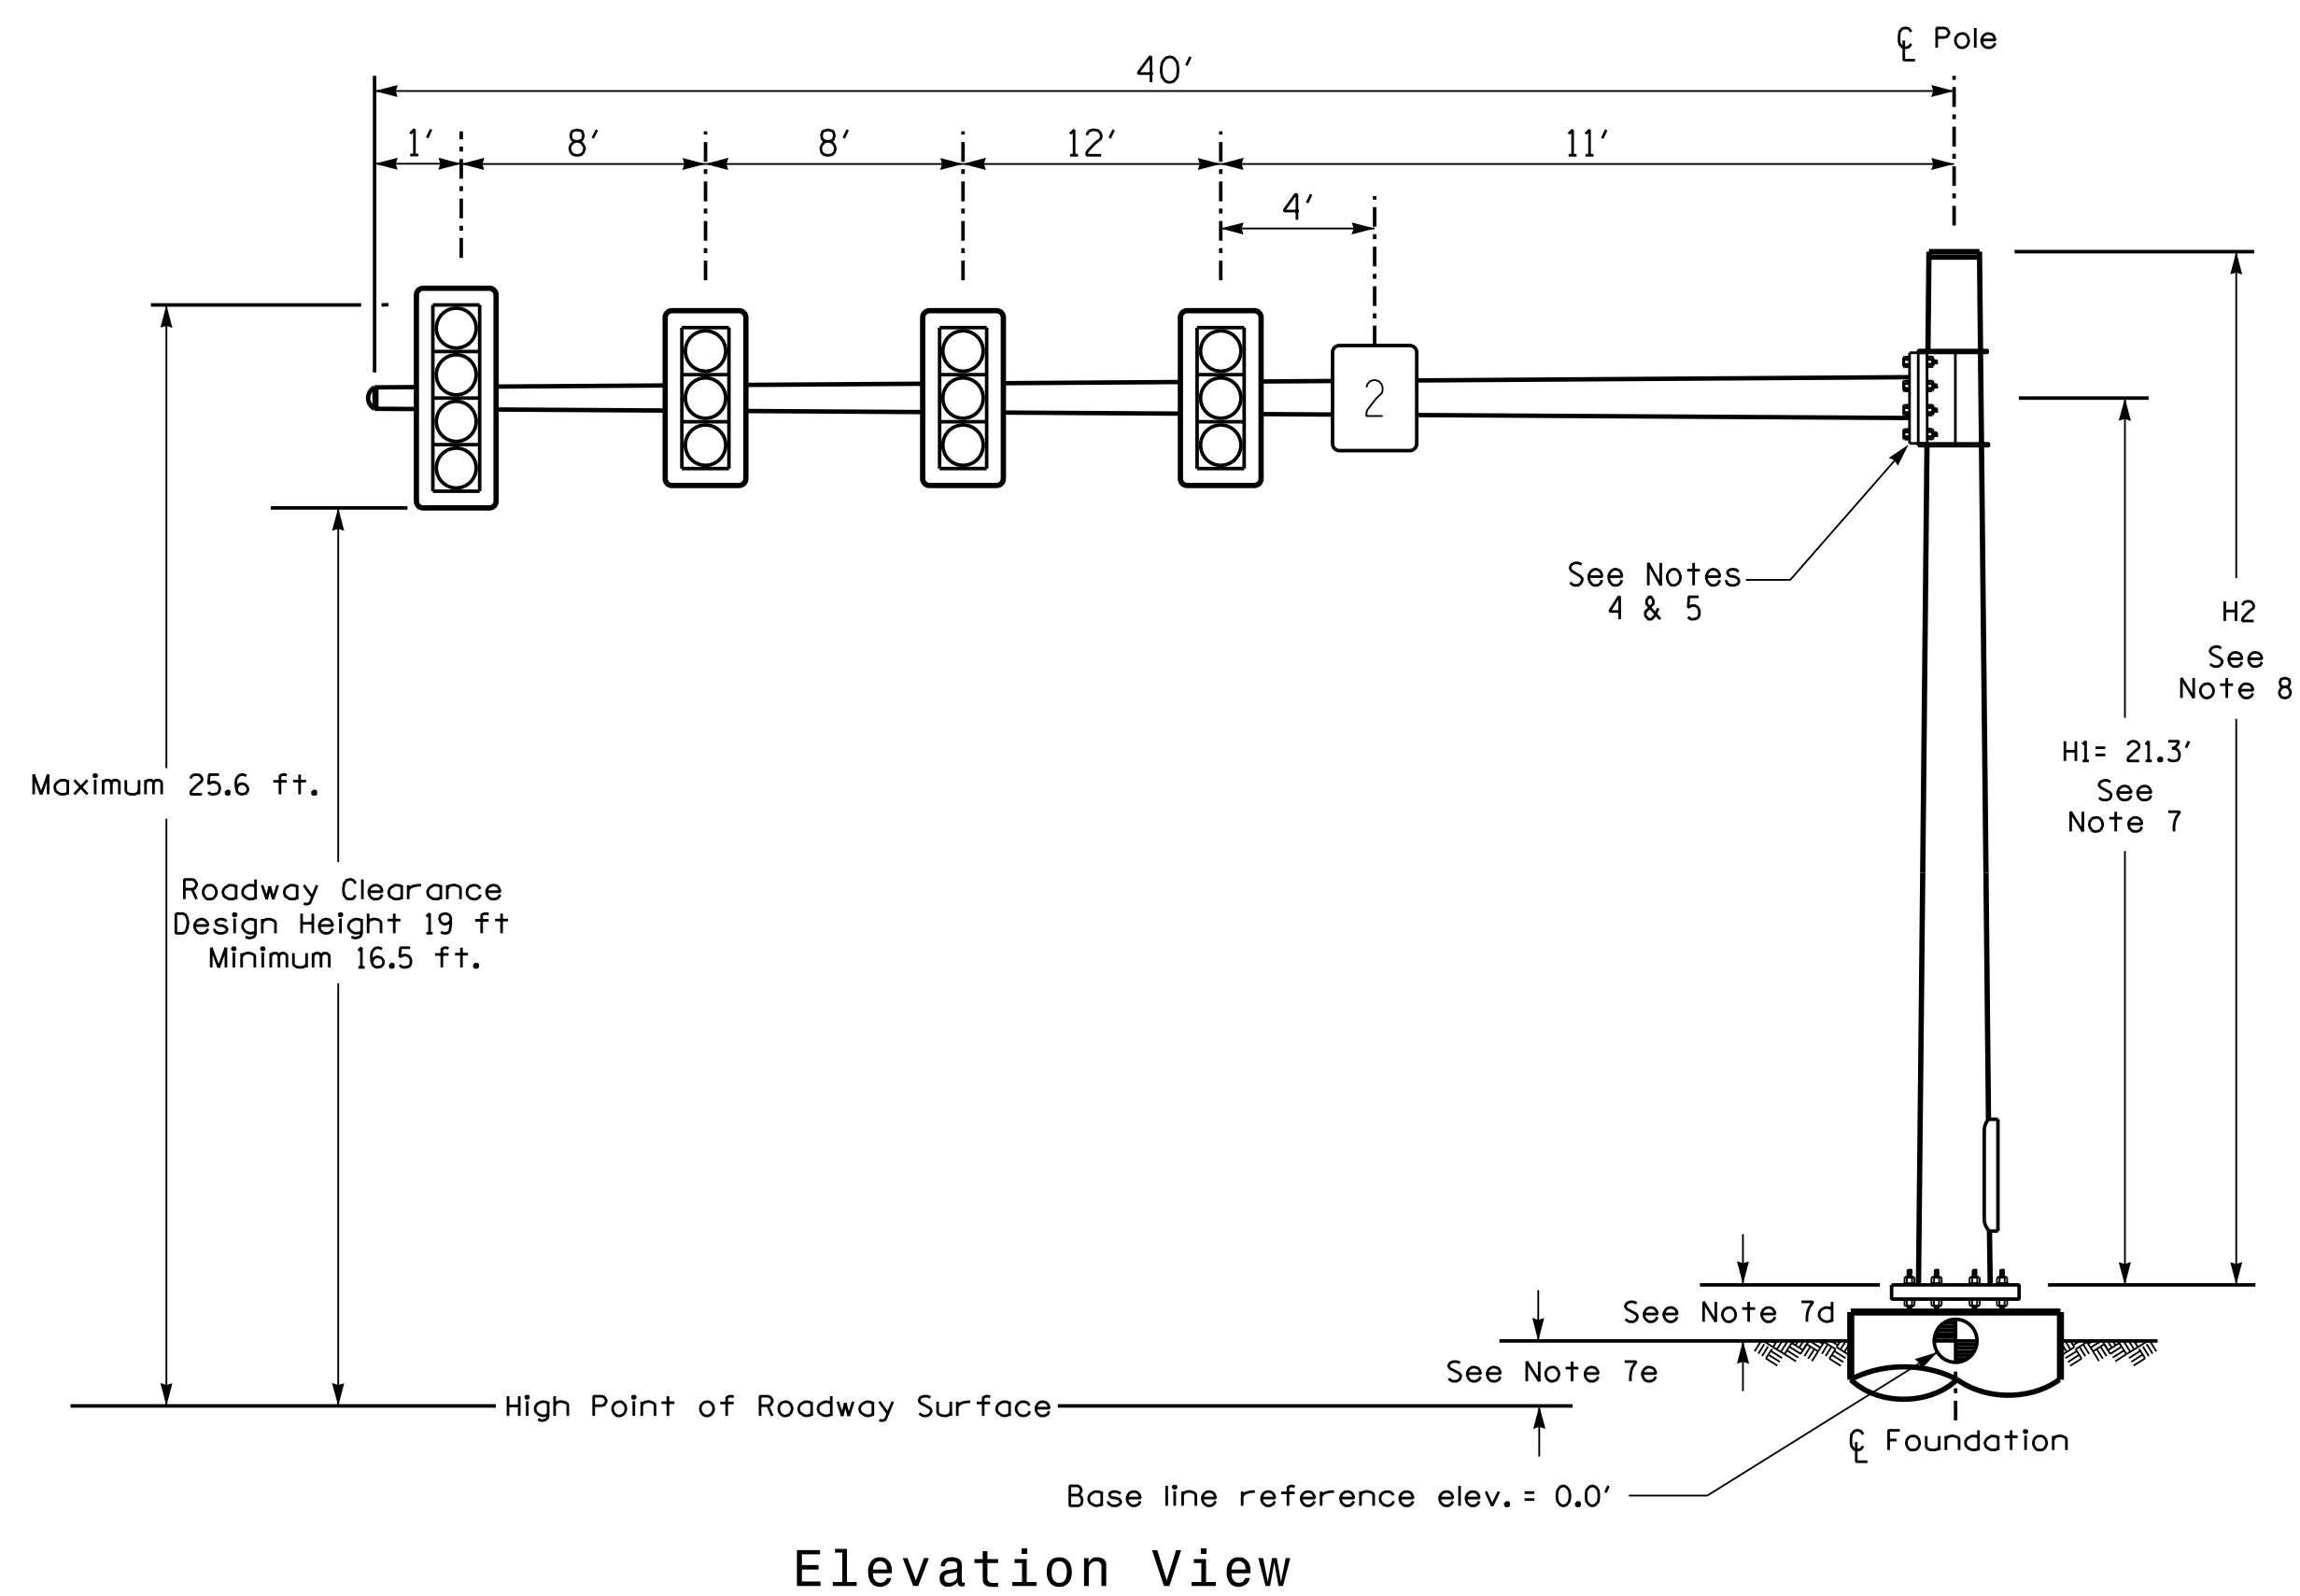 ℄ Pole
40'
1'
8'
8'
12'
11'
4'
2
See Notes
4 & 5
H2
See
Note 8
H1= 21.3'
See
Note 7
Maximum 25.6 ft.
Roadway Clearance
Design Height 19 ft
Minimum 16.5 ft.
See Note 7d
See Note 7e
High Point of Roadway Surface
℄ Foundation
Base line reference elev. = 0.0'
Elevation View